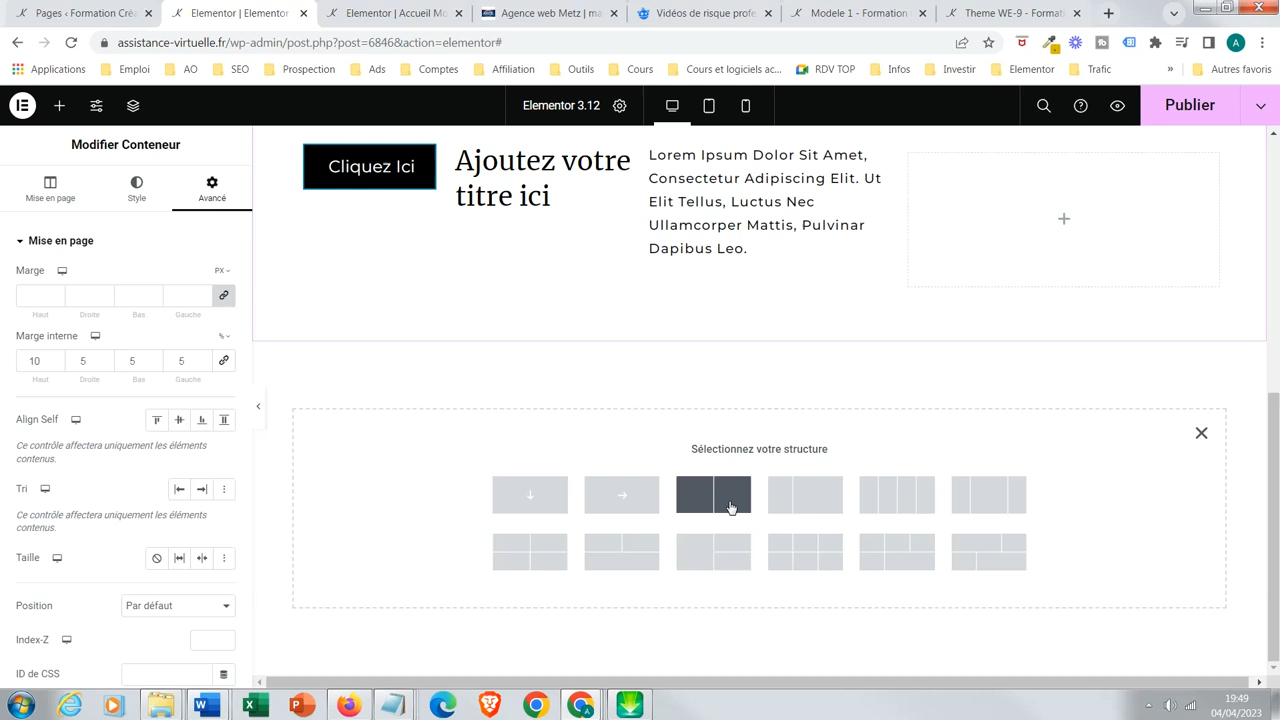 Pages ‹ Formation Créa
Elementor | Elementor
Elementor | Accueil Mo
Agence web Metz | ma
Vidéos de risque profe
Modele 1 - Formation
Theme WE-9 - Format
assistance-virtuelle.fr/wp-admin/post.php?post=6846&action=elementor#
A
Applications
Emploi
AO
SEO
Prospection
Ads
Comptes
Affiliation
Outils
Cours
Cours et logiciels ac...
RDV TOP
Infos
Investir
Elementor
Trafic
»
Autres favoris
Elementor 3.12
Publier
Modifier Conteneur
Mise en page
Style
Avancé
Mise en page
Marge
PX
Haut
Droite
Bas
Gauche
Marge interne
%
10
5
5
5
Haut
Droite
Bas
Gauche
Align Self
Ce contrôle affectera uniquement les éléments
contenus.
Tri
Ce contrôle affectera uniquement les éléments
contenus.
Taille
Position
Par défaut
Index-Z
ID de CSS
Cliquez Ici
Ajoutez votre
titre ici
Lorem Ipsum Dolor Sit Amet,
Consectetur Adipiscing Elit. Ut
Elit Tellus, Luctus Nec
Ullamcorper Mattis, Pulvinar
Dapibus Leo.
Sélectionnez votre structure
19:49
04/04/2023